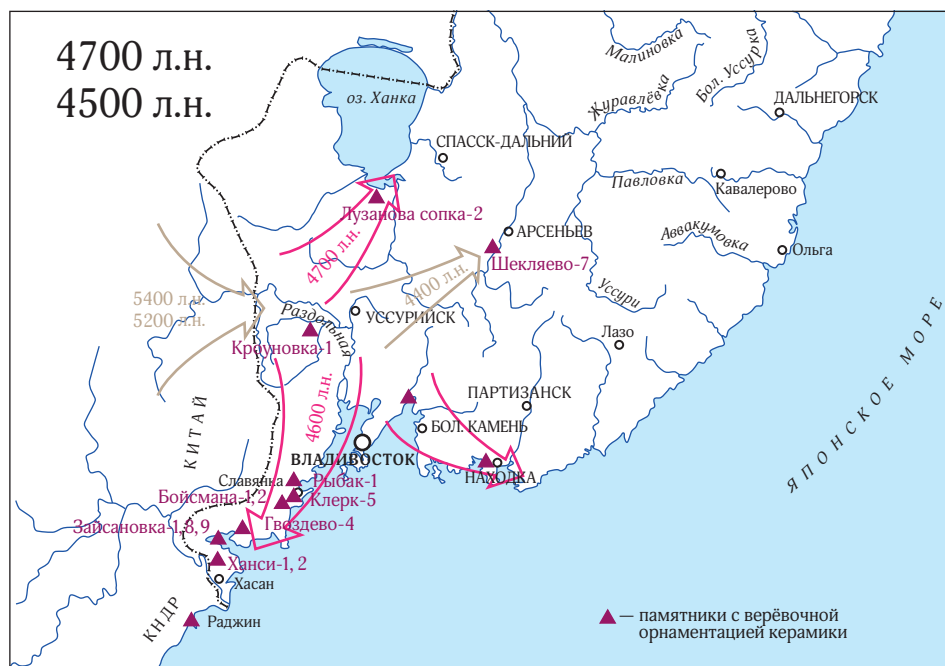 4700 л.н.
4500 л.н.
оз. Ханка
Малиновка
Бол. Уссурка
Журавлёвка
ДАЛЬНЕГОРСК
СПАССК-ДАЛЬНИЙ
Павловка
Кавалерово
Лузанова сопка-2
АРСЕНЬЕВ
Аввакумовка
Ольга
Шекляево-7
4700 л.н.
4400 л.н.
5400 л.н.
5200 л.н.
Уссури
Раздольная
УССУРИЙСК
Кроуновка-1
Лазо
КИТАЙ
4600 л.н.
ПАРТИЗАНСК
БОЛ. КАМЕНЬ
ВЛАДИВОСТОК
НАХОДКА
ЯПОНСКОЕ МОРЕ
Славянка
Рыбак-1
Бойсмана-1, 2
Клерк-5
Зайсановка-1,8,9
Гвоздево-4
Ханси-1, 2
Хасан
КНДР
Раджин
— памятники с верёвочной
орнаментацией керамики